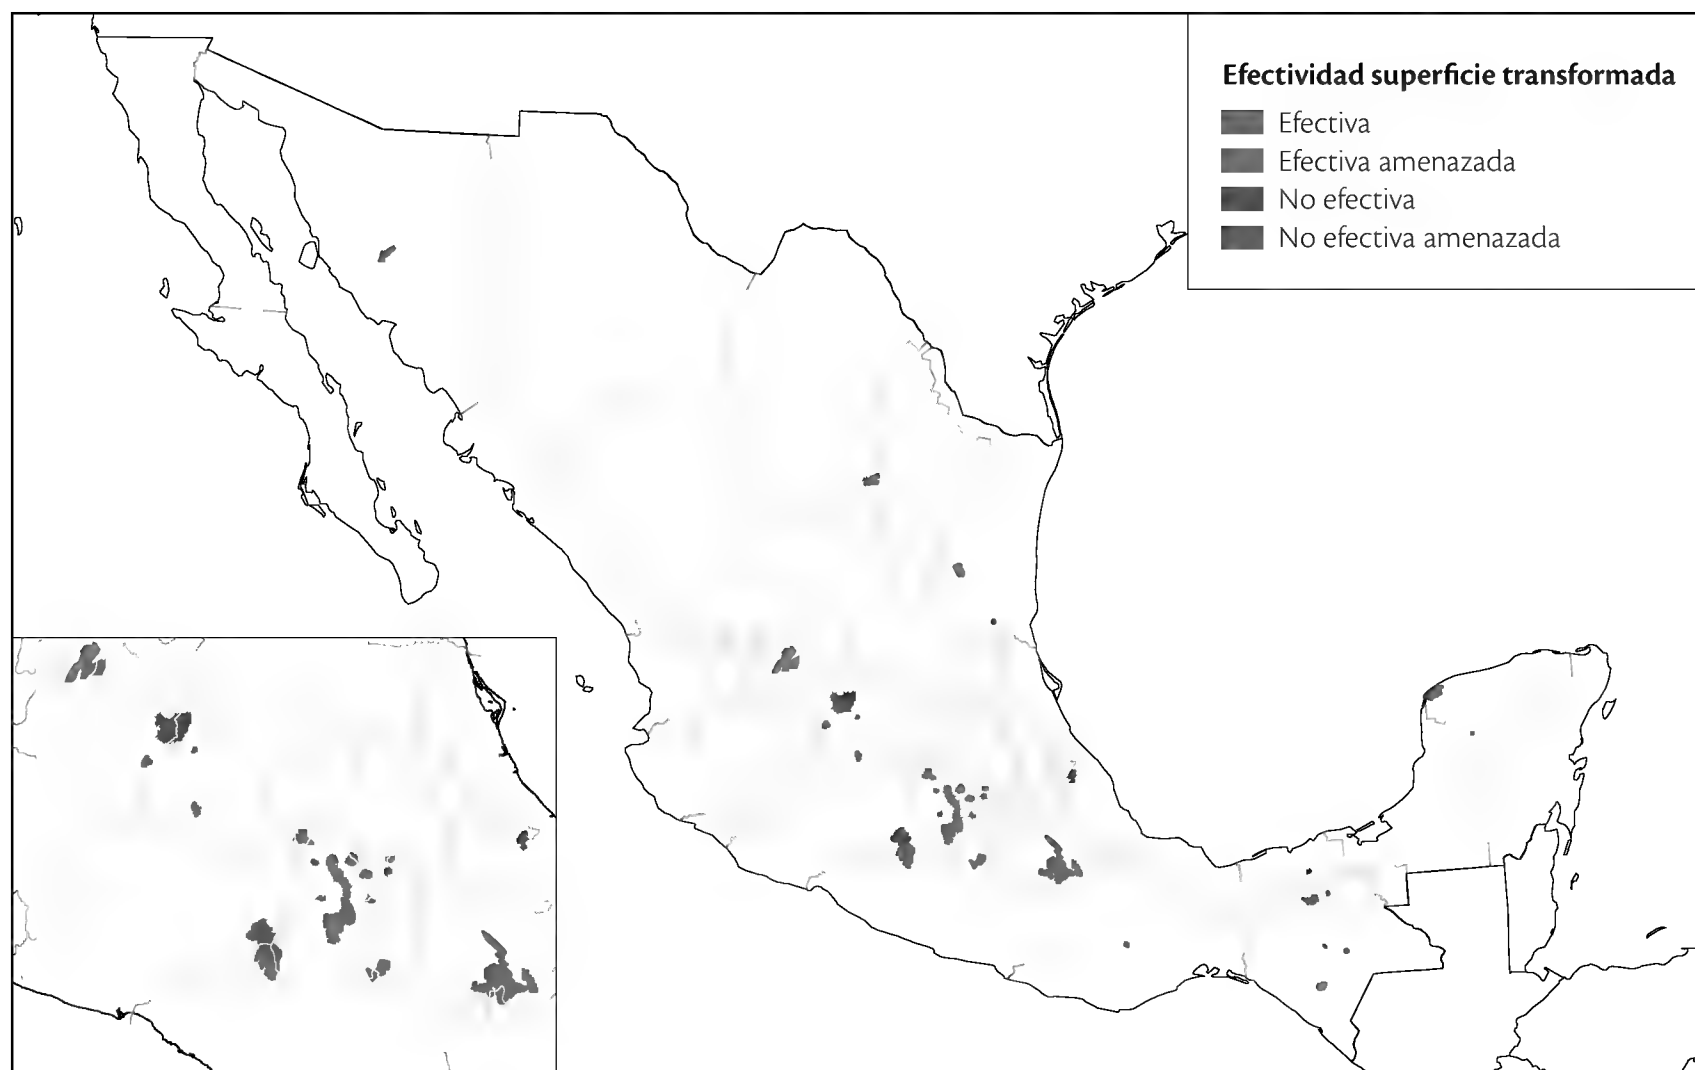 Efectividad superficie transformada
Efectiva
Efectiva amenazada
No efectiva
No efectiva amenazada